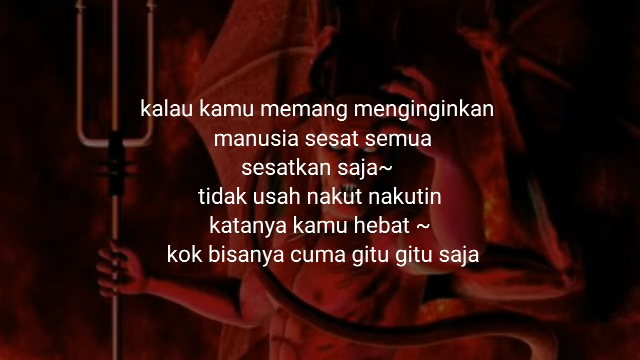 kalau kamu memang menginginkan
manusia sesat semua
sesatkan saja~
tidak usah nakut nakutin
katanya kamu hebat ~
kok bisanya cuma gitu gitu saja